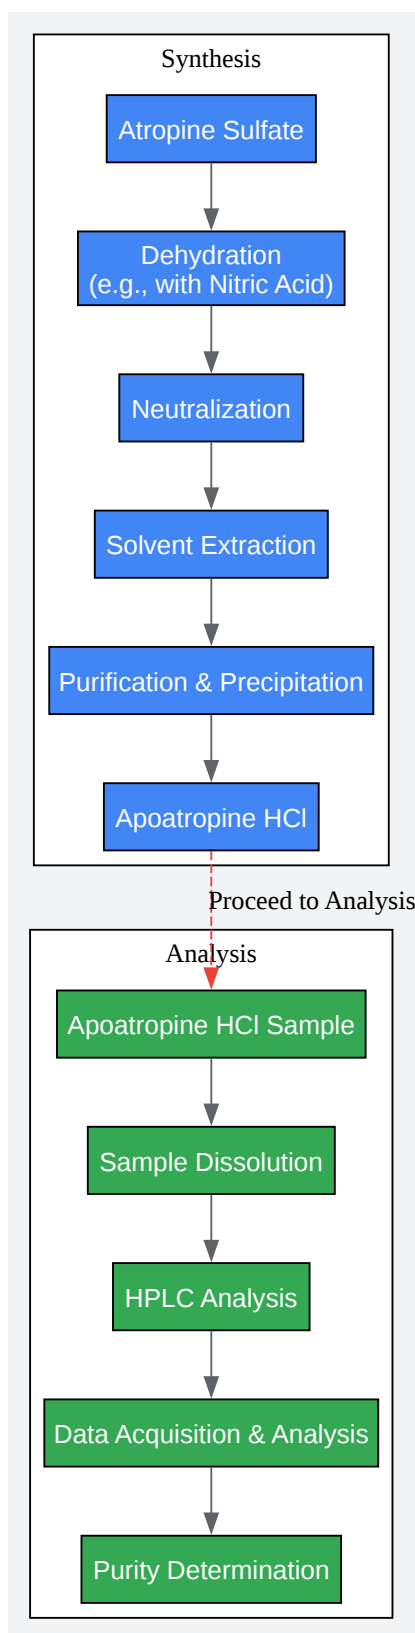 Synthesis
Atropine Sulfate
Dehydration
(e.g., with Nitric Acid)
Neutralization
Solvent Extraction
Purification & Precipitation
Apoatropine HCl
Proceed to Analysis
Analysis
Apoatropine HCl Sample
Sample Dissolution
HPLC Analysis
Data Acquisition & Analysis
Purity Determination